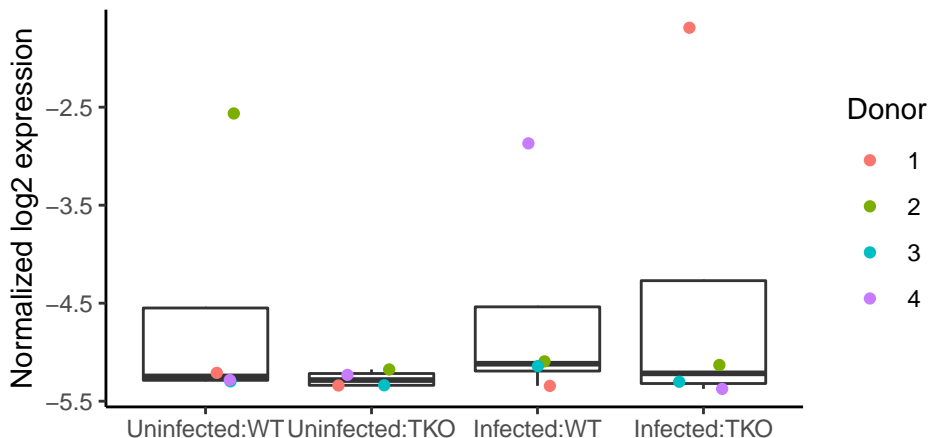 Normalized log2 expression
−2.5
−3.5
−4.5
−5.5
Uninfected:WT
Uninfected:TKO
Infected:WT
Infected:TKO
Donor
1
2
3
4